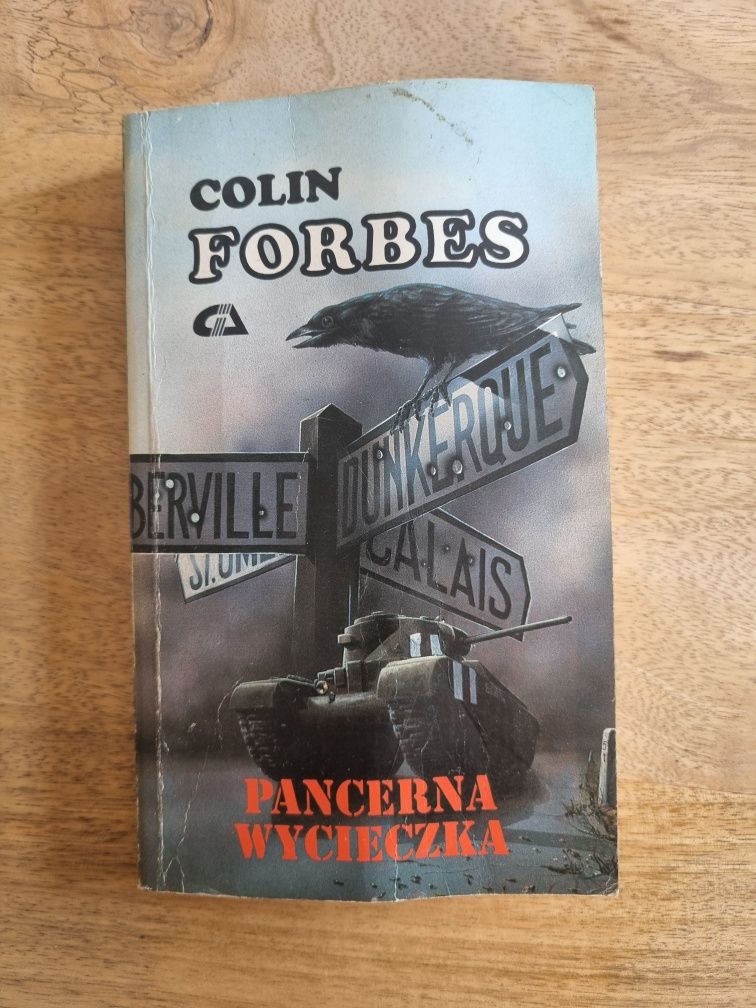 COLIN
FORBES
DUNKERQUE
BERVILLE
CALAIS
PANCERNA
WYCIECZKA